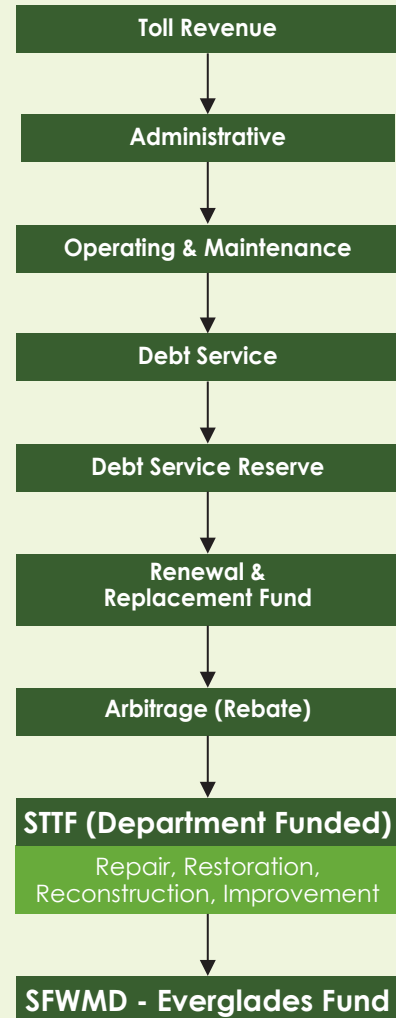 Toll Revenue
Administrative
Operating & Maintenance
Debt Service
Debt Service Reserve
Renewal &
Replacement Fund
Arbitrage (Rebate)
STTF (Department Funded)
Repair, Restoration,
Reconstruction, Improvement
SFWMD - Everglades Fund